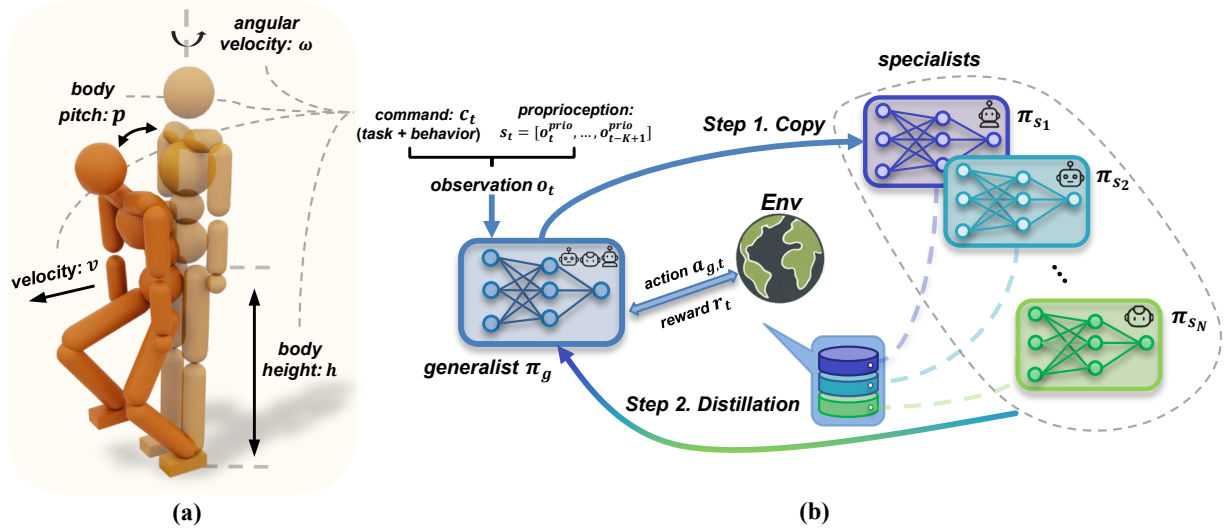 angular
velocity: ω
body
pitch: p
velocity: v
body
height: h
(a)
command: c_t
(task + behavior)
proprioception:
s_t = [o_t^{prio}, ..., o_{t-K+1}^{prio}]
observation o_t
Step 1. Copy
specialists
π_{s_1}
π_{s_2}
...
π_{s_N}
Env
action a_{g,t}
reward r_t
generalist π_g
Step 2. Distillation
(b)